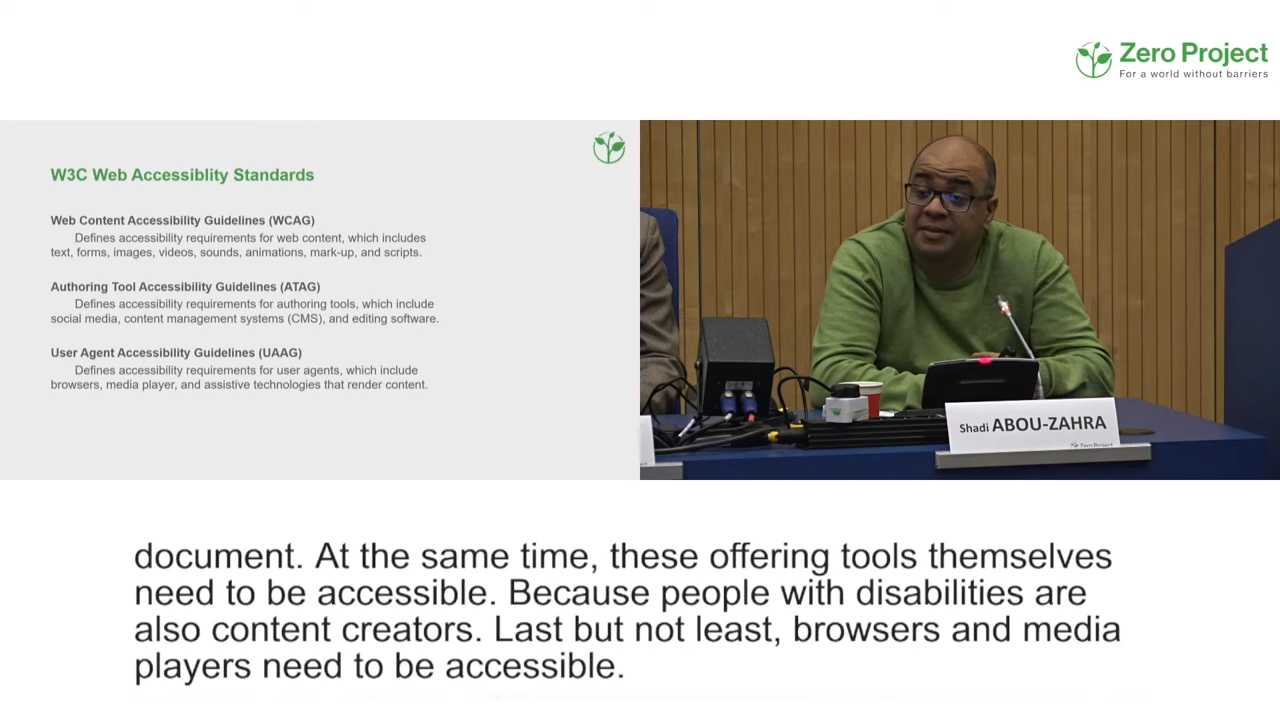 Zero Project
For a world without barriers
W3C Web Accessiblity Standards
Web Content Accessibility Guidelines (WCAG)
Defines accessibility requirements for web content, which includes
text, forms, images, videos, sounds, animations, mark-up, and scripts.
Authoring Tool Accessibility Guidelines (ATAG)
Defines accessibility requirements for authoring tools, which include
social media, content management systems (CMS), and editing software.
User Agent Accessibility Guidelines (UAAG)
Defines accessibility requirements for user agents, which include
browsers, media player, and assistive technologies that render content.
Shadi ABOU-ZAHRA
Zero Project
document. At the same time, these offering tools themselves
need to be accessible. Because people with disabilities are
also content creators. Last but not least, browsers and media
players need to be accessible.